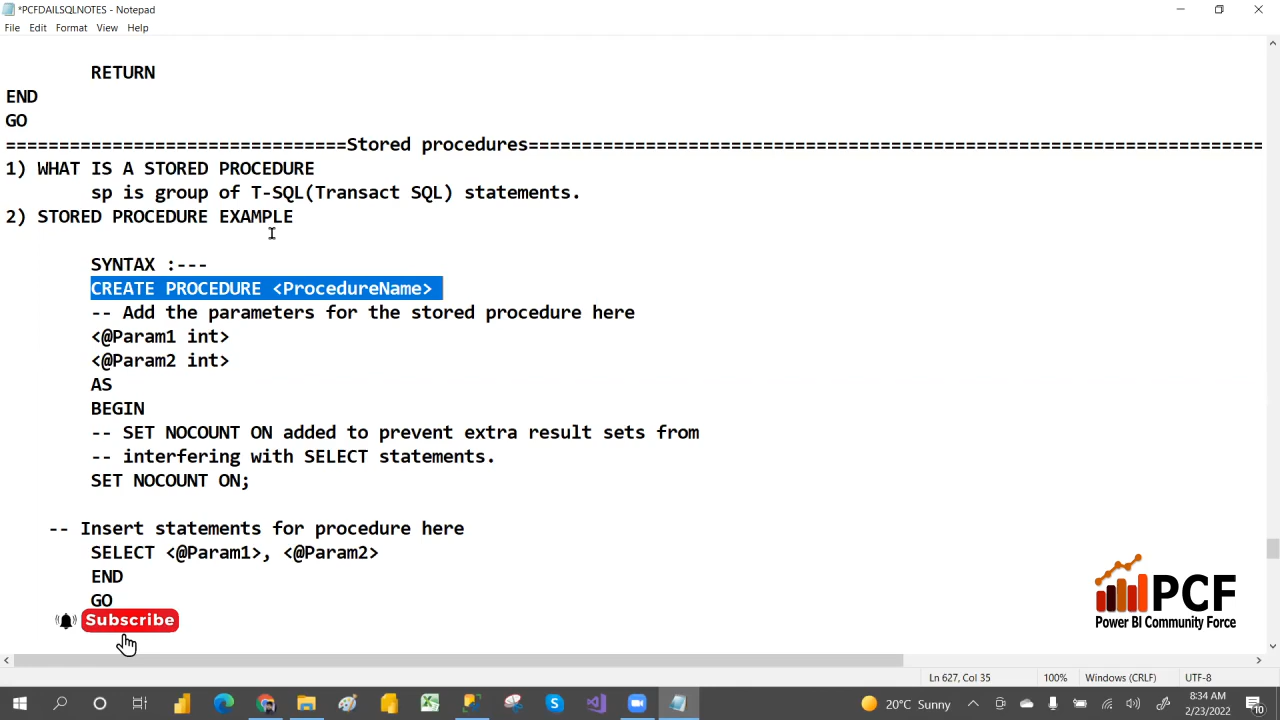 *PCFDAILSQLNOTES - Notepad
File Edit Format View Help
RETURN
END
GO
================================Stored procedures=====================================================================
1) WHAT IS A STORED PROCEDURE
sp is group of T-SQL(Transact SQL) statements.
2) STORED PROCEDURE EXAMPLE
SYNTAX :---
CREATE PROCEDURE <ProcedureName>
-- Add the parameters for the stored procedure here
<@Param1 int>
<@Param2 int>
AS
BEGIN
-- SET NOCOUNT ON added to prevent extra result sets from
-- interfering with SELECT statements.
SET NOCOUNT ON;
-- Insert statements for procedure here
SELECT <@Param1>, <@Param2>
END
GO
Subscribe
PCF
Power BI Community Force
Ln 627, Col 35 100% Windows (CRLF) UTF-8
20°C Sunny
8:34 AM
2/23/2022
10